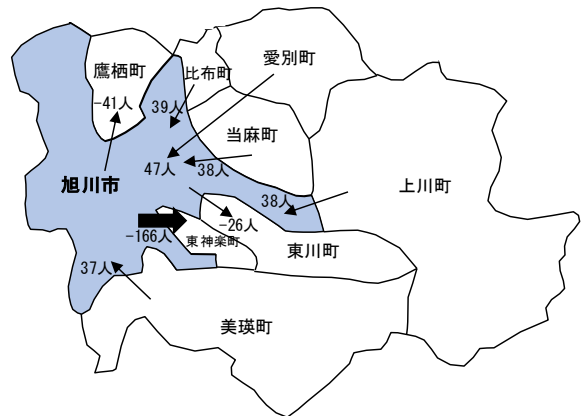 愛別町
鷹栖町
比布町
-41人
39人
当麻町
47人
38人
旭川市
上川町
38人
-26人
-166人
東神楽町
東川町
37人
美瑛町